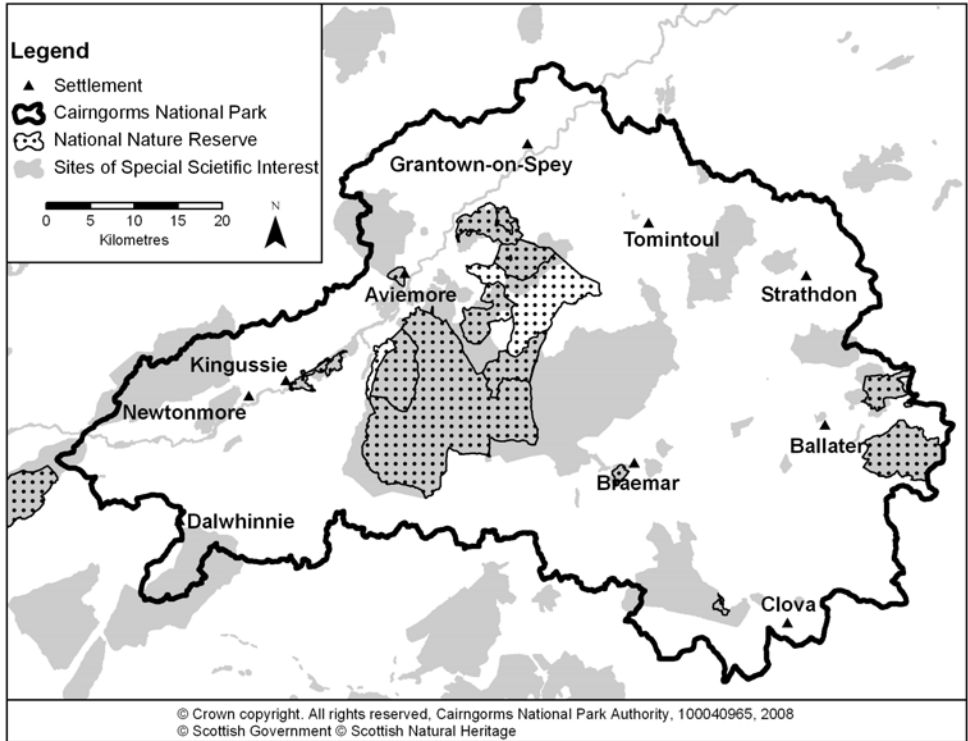 Legend
Settlement
Cairngorms National Park
National Nature Reserve
Sites of Special Scietific Interest
0 5 10 15 20
Kilometres
N
Grantown-on-Spey
Tomintoul
Strathdon
Aviemore
Kingussie
Newtonmore
Ballater
Braemar
Dalwhinnie
Clova
© Crown copyright. All rights reserved, Cairngorms National Park Authority, 100040965, 2008
© Scottish Government © Scottish Natural Heritage